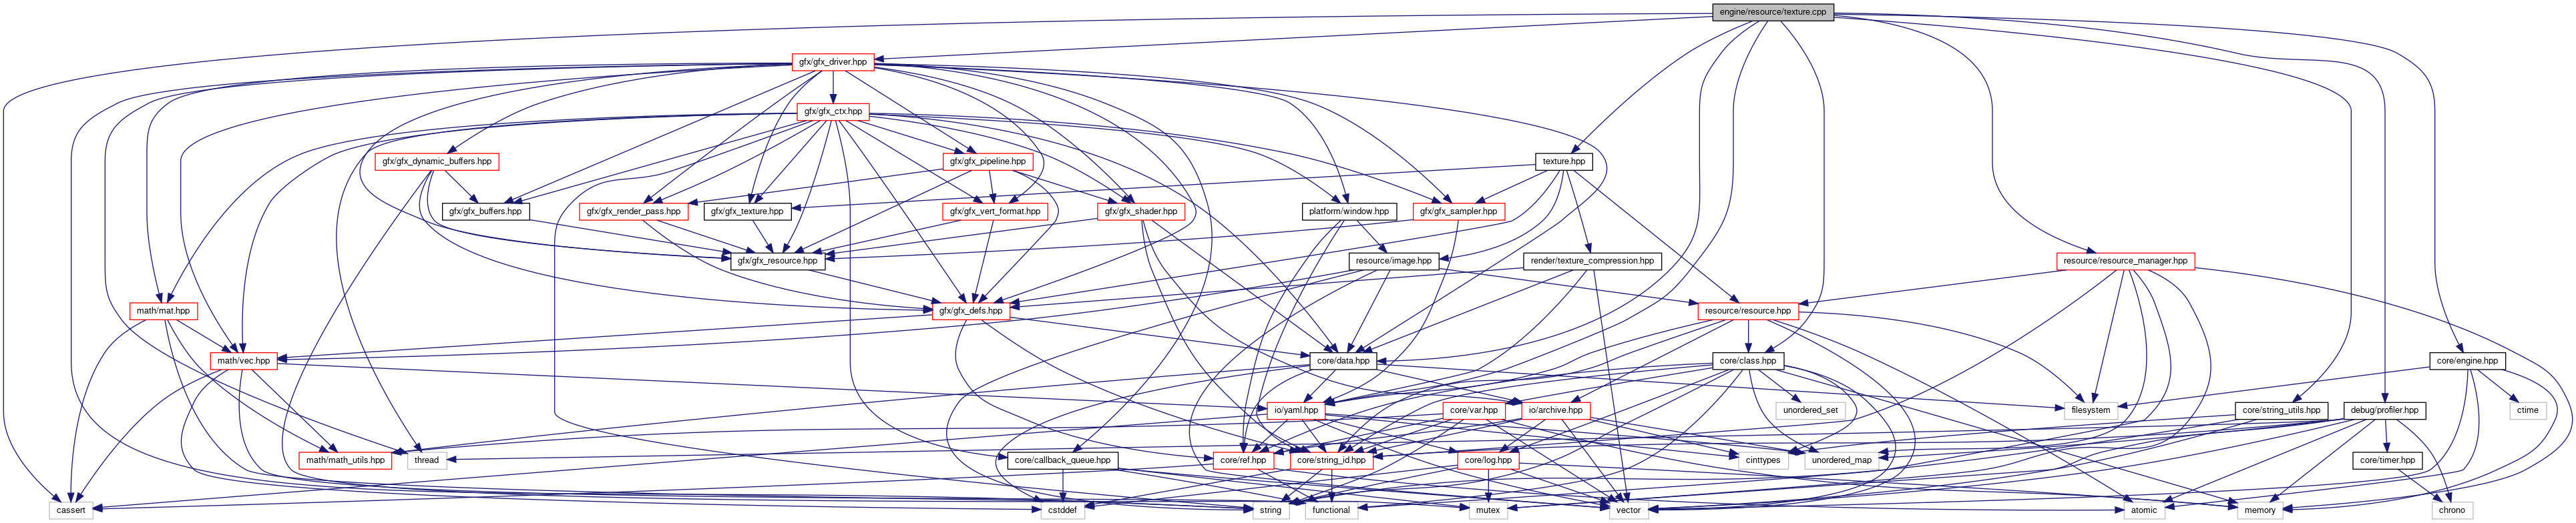 engine/resource/texture.cpp
gfx/gfx_driver.hpp
gfx/gfx_ctx.hpp
gfx/gfx_dynamic_buffers.hpp
gfx/gfx_pipeline.hpp
texture.hpp
gfx/gfx_buffers.hpp
gfx/gfx_render_pass.hpp
gfx/gfx_texture.hpp
gfx/gfx_vert_format.hpp
gfx/gfx_shader.hpp
platform/window.hpp
gfx/gfx_sampler.hpp
gfx/gfx_resource.hpp
resource/image.hpp
render/texture_compression.hpp
resource/resource_manager.hpp
math/mat.hpp
gfx/gfx_defs.hpp
resource/resource.hpp
math/vec.hpp
core/data.hpp
core/class.hpp
core/engine.hpp
io/yaml.hpp
core/var.hpp
io/archive.hpp
unordered_set
filesystem
core/string_utils.hpp
debug/profiler.hpp
ctime
math/math_utils.hpp
thread
core/callback_queue.hpp
core/ref.hpp
core/string_id.hpp
core/log.hpp
cinttypes
unordered_map
core/timer.hpp
cassert
cstddef
string
functional
mutex
vector
atomic
memory
chrono